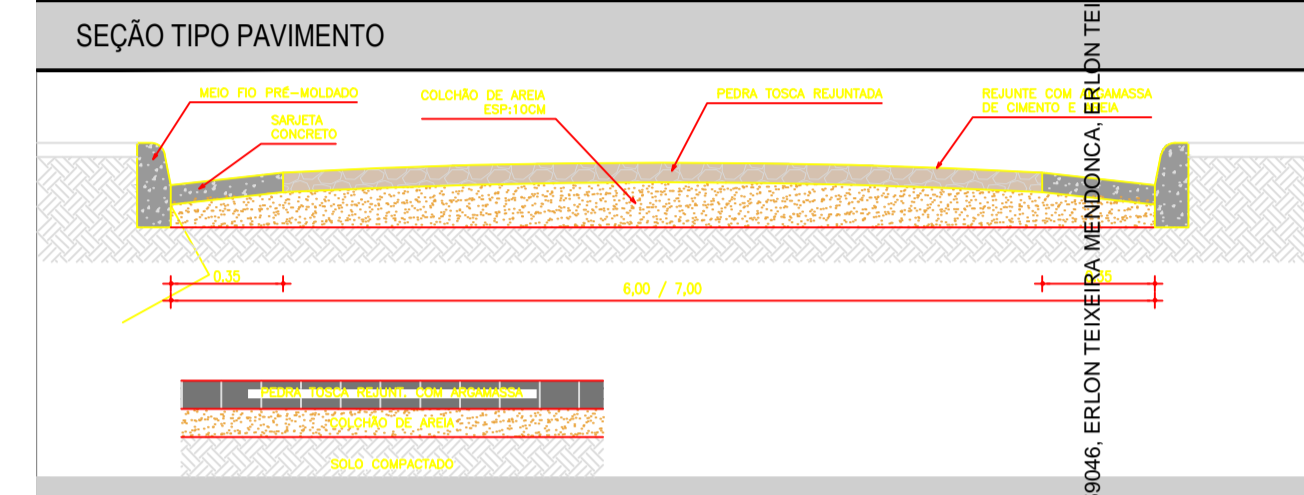 SEÇÃO TIPO PAVIMENTO
MEIO FIO PRÉ-MOLDADO
SARJETA
CONCRETO
COLCHÃO DE AREIA
ESP:10CM
PEDRA TOSCA REJUNTADA
REJUNTE COM ARGAMASSA
DE CIMENTO E AREIA
0,35
6,00 / 7,00
PEDRA TOSCA REJUNT. COM ARGAMASSA
COLCHÃO DE AREIA
SOLO COMPACTADO
69046, ERLON TEIXEIRA MENDONCA, ERLON TEI